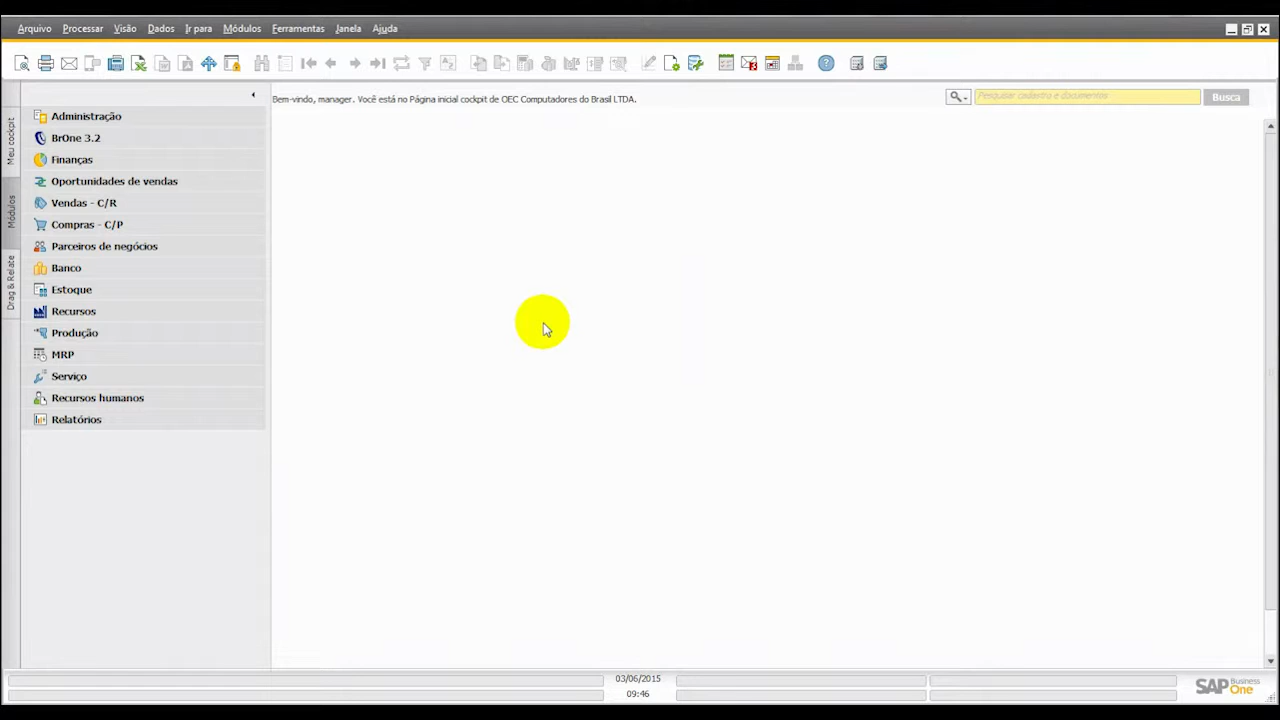 Arquivo Processar Visão Dados Ir para Módulos Ferramentas Janela Ajuda
Bem-vindo, manager. Você está no Página inicial cockpit de OEC Computadores do Brasil LTDA.
Pesquisar cadastro e documentos
Busca
Meu cockpit
Módulos
Drag & Relate
Administração
BrOne 3.2
Finanças
Oportunidades de vendas
Vendas - C/R
Compras - C/P
Parceiros de negócios
Banco
Estoque
Recursos
Produção
MRP
Serviço
Recursos humanos
Relatórios
03/06/2015
09:46
SAP Business One